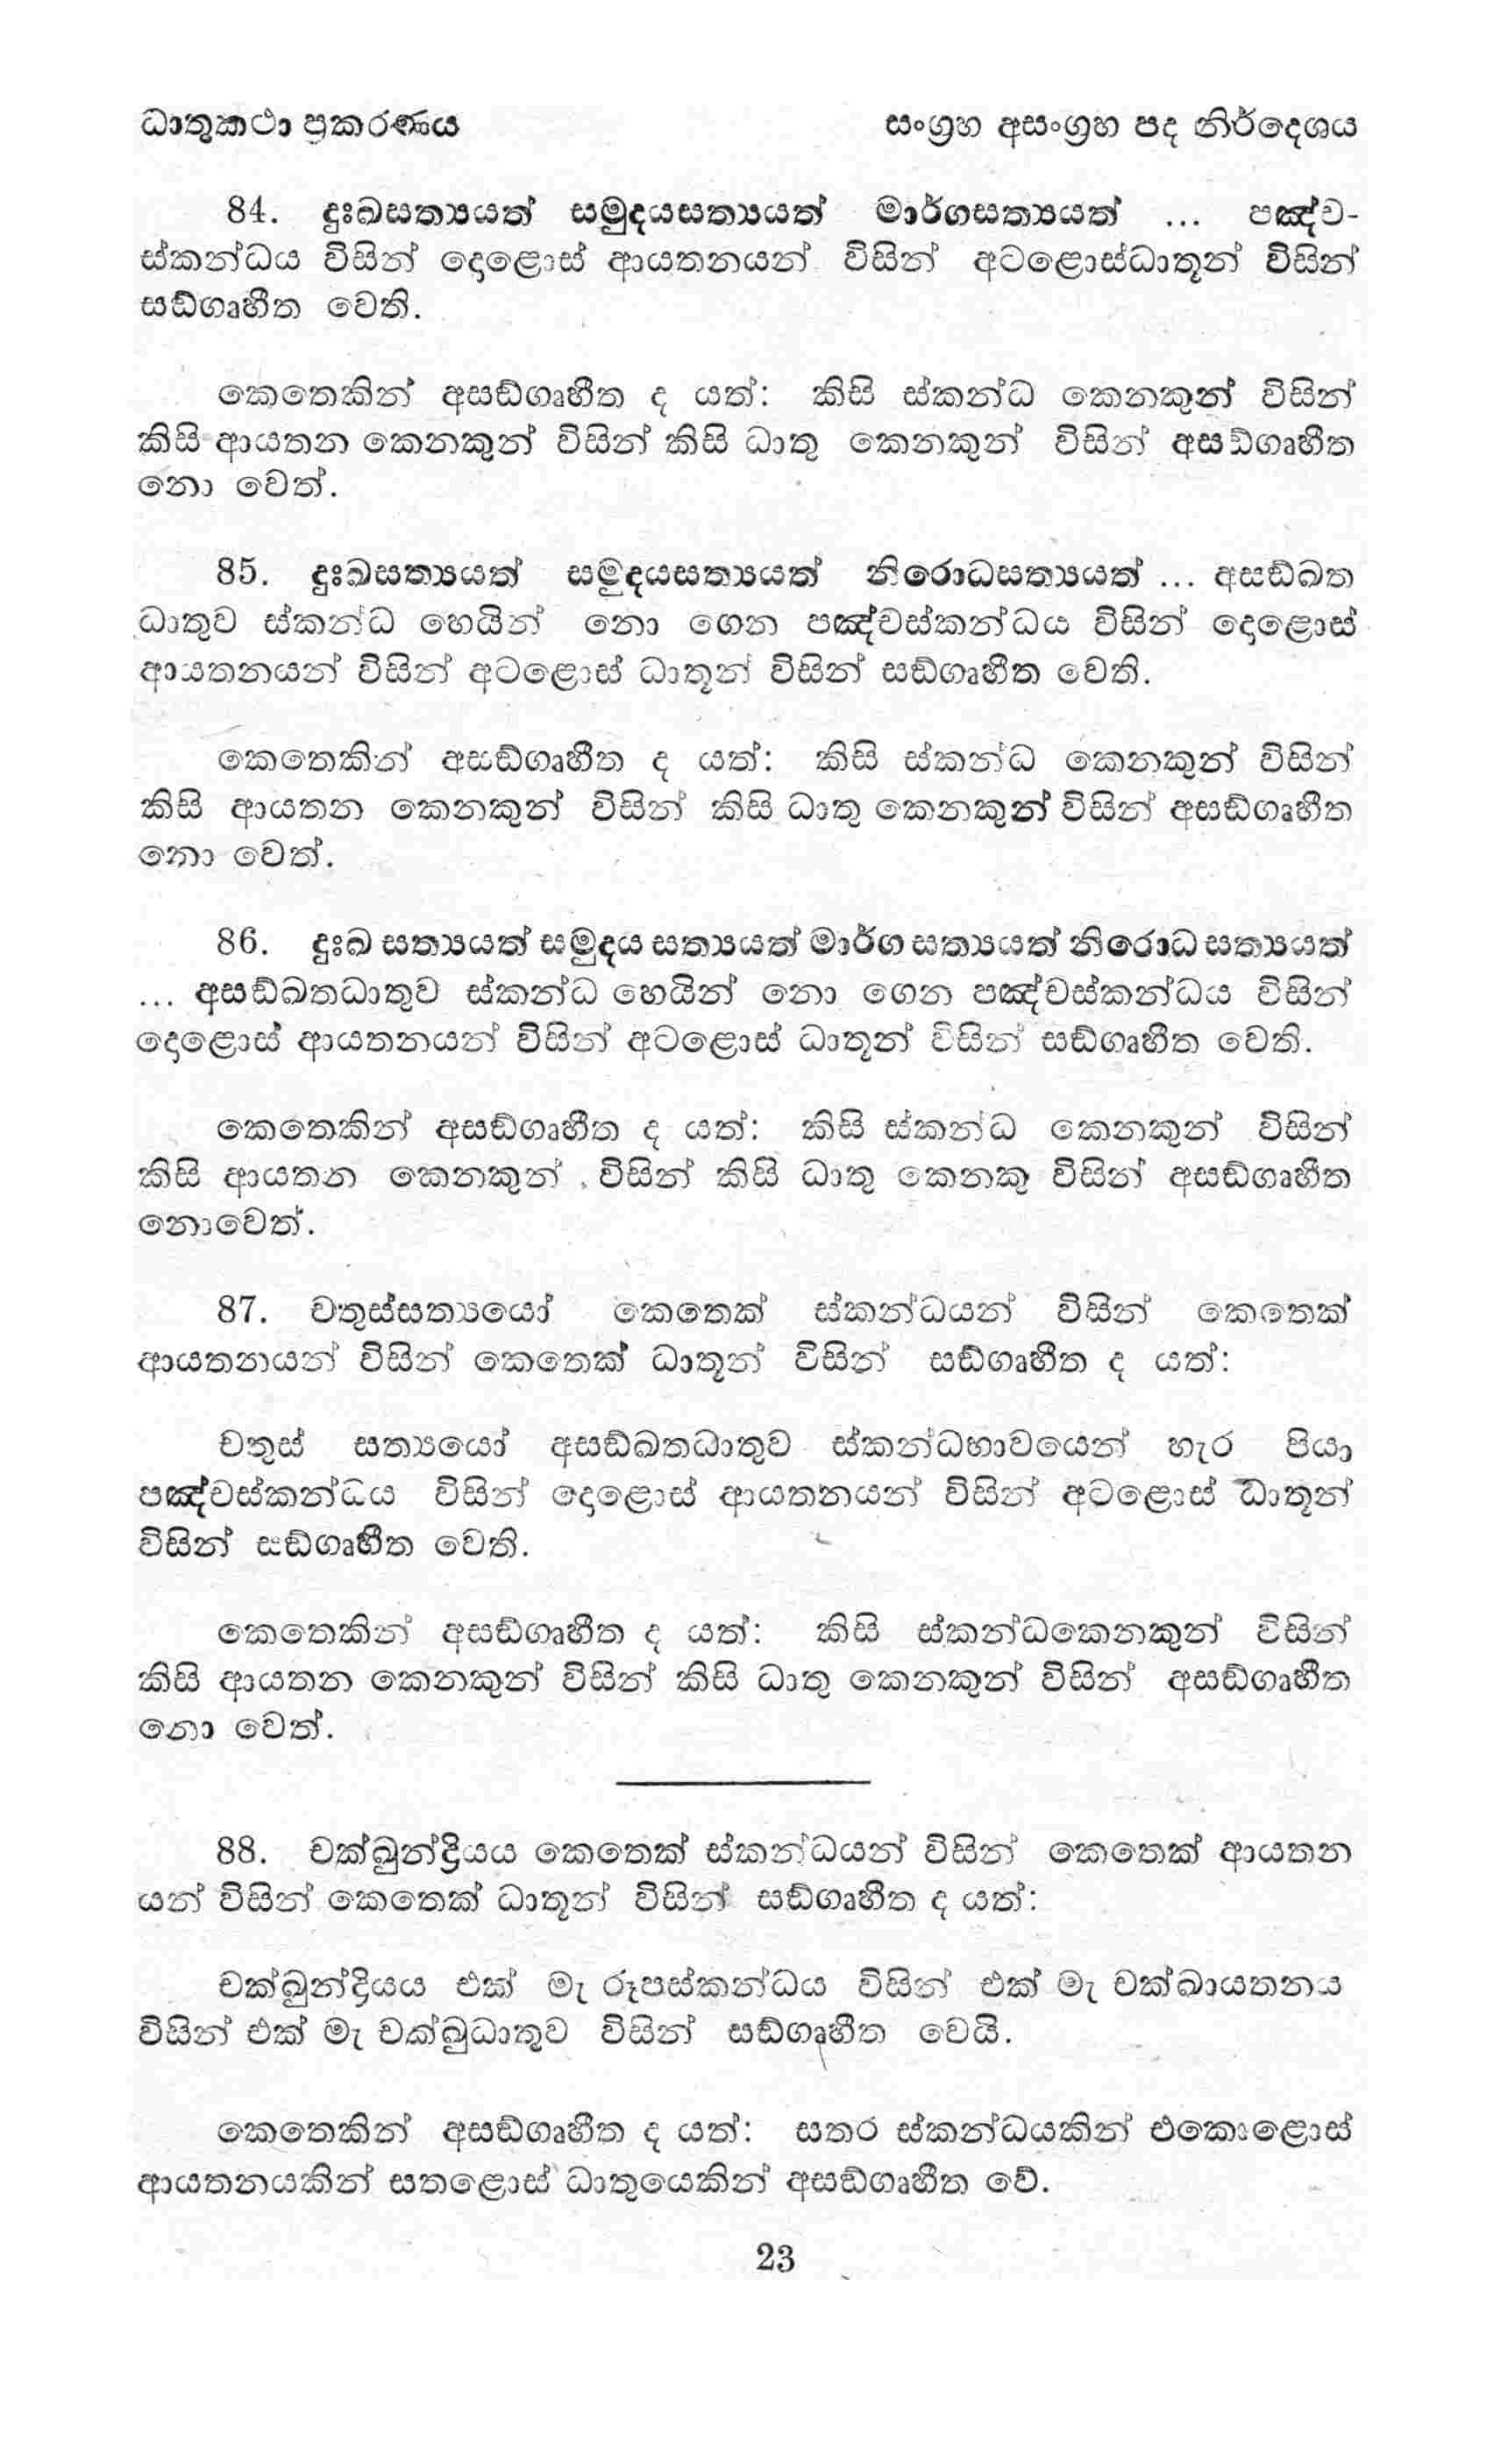 ධාතුකථා ප්‍රකරණය සංග්‍රහ අසංග්‍රහ පද නිර්දෙශය
84. දුඃඛසත්‍යයත් සමුදයසත්‍යයත් මාර්ගසත්‍යයත් ... පඤ්ච-
ස්කන්ධය විසින් දොළොස් ආයතනයන් විසින් අටළොස්ධාතූන් විසින්
සඞ්ගෘහීත වෙති.
කෙතෙකින් අසඞ්ගෘහීත ද යත්: කිසි ස්කන්ධ කෙනකුන් විසින්
කිසි ආයතන කෙනකුන් විසින් කිසි ධාතු කෙනකුන් විසින් අසඞ්ගෘහීත
නො වෙත්.
85. දුඃඛසත්‍යයත් සමුදයසත්‍යයත් නිරොධසත්‍යයත් ... අසඞ්ඛත
ධාතුව ස්කන්ධ හෙයින් නො ගෙන පඤ්චස්කන්ධය විසින් දොළොස්
ආයතනයන් විසින් අටළොස් ධාතූන් විසින් සඞ්ගෘහීත වෙති.
කෙතෙකින් අසඞ්ගෘහීත ද යත්: කිසි ස්කන්ධ කෙනකුන් විසින්
කිසි ආයතන කෙනකුන් විසින් කිසි ධාතු කෙනකුන් විසින් අසඞ්ගෘහීත
නො වෙත්.
86. දුඃඛ සත්‍යයත් සමුදය සත්‍යයත් මාර්ග සත්‍යයත් නිරොධ සත්‍යයත්
... අසඞ්ඛතධාතුව ස්කන්ධ හෙයින් නො ගෙන පඤ්චස්කන්ධය විසින්
දොළොස් ආයතනයන් විසින් අටළොස් ධාතූන් විසින් සඞ්ගෘහීත වෙති.
කෙතෙකින් අසඞ්ගෘහීත ද යත්: කිසි ස්කන්ධ කෙනකුන් විසින්
කිසි ආයතන කෙනකුන් විසින් කිසි ධාතු කෙනකු විසින් අසඞ්ගෘහීත
නොවෙත්.
87. චතුස්සත්‍යයෝ කෙතෙක් ස්කන්ධයන් විසින් කෙතෙක්
ආයතනයන් විසින් කෙතෙක් ධාතූන් විසින් සඞ්ගෘහීත ද යත්:
චතුස් සත්‍යයෝ අසඞ්ඛතධාතුව ස්කන්ධභාවයෙන් හැර පියා
පඤ්චස්කන්ධය විසින් දොළොස් ආයතනයන් විසින් අටළොස් ධාතූන්
විසින් සඞ්ගෘහීත වෙති.
කෙතෙකින් අසඞ්ගෘහීත ද යත්: කිසි ස්කන්ධකෙනකුන් විසින්
කිසි ආයතන කෙනකුන් විසින් කිසි ධාතු කෙනකුන් විසින් අසඞ්ගෘහීත
නො වෙත්.
88. චක්ඛුන්ද්‍රියය කෙතෙක් ස්කන්ධයන් විසින් කෙතෙක් ආයතන
යන් විසින් කෙතෙක් ධාතූන් විසින් සඞ්ගෘහීත ද යත්:
චක්ඛුන්ද්‍රියය එක් මැ රූපස්කන්ධය විසින් එක් මැ චක්ඛායතනය
විසින් එක් මැ චක්ඛුධාතුව විසින් සඞ්ගෘහීත වෙයි.
කෙතෙකින් අසඞ්ගෘහීත ද යත්: සතර ස්කන්ධයකින් එකොළොස්
ආයතනයකින් සතළොස් ධාතුයෙකින් අසඞ්ගෘහීත වේ.
23